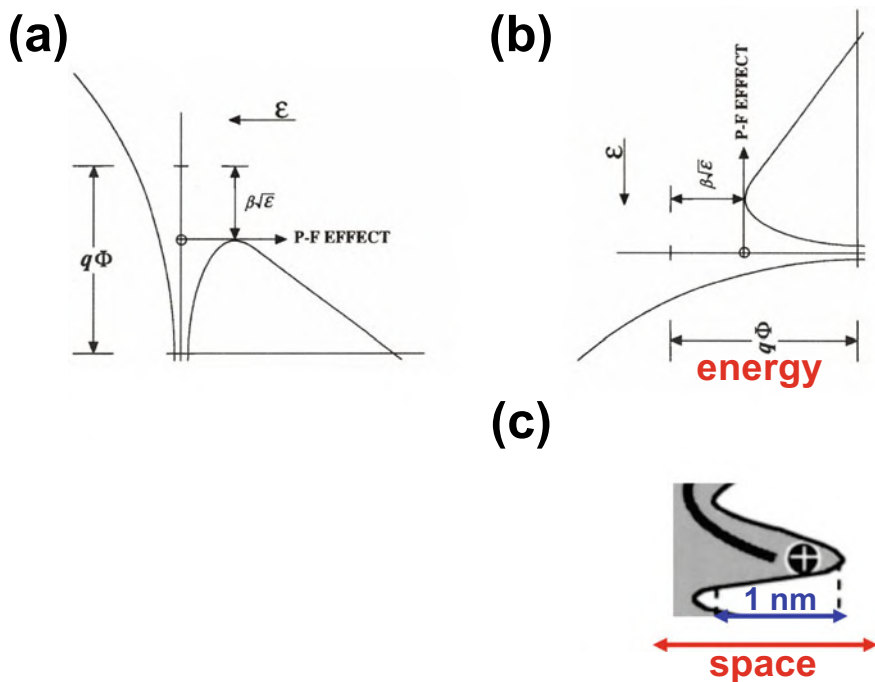 (a)
ε
β√ε
P-F EFFECT
qΦ
(b)
P-F EFFECT
ε
β√ε
qΦ
energy
(c)
+
1 nm
space